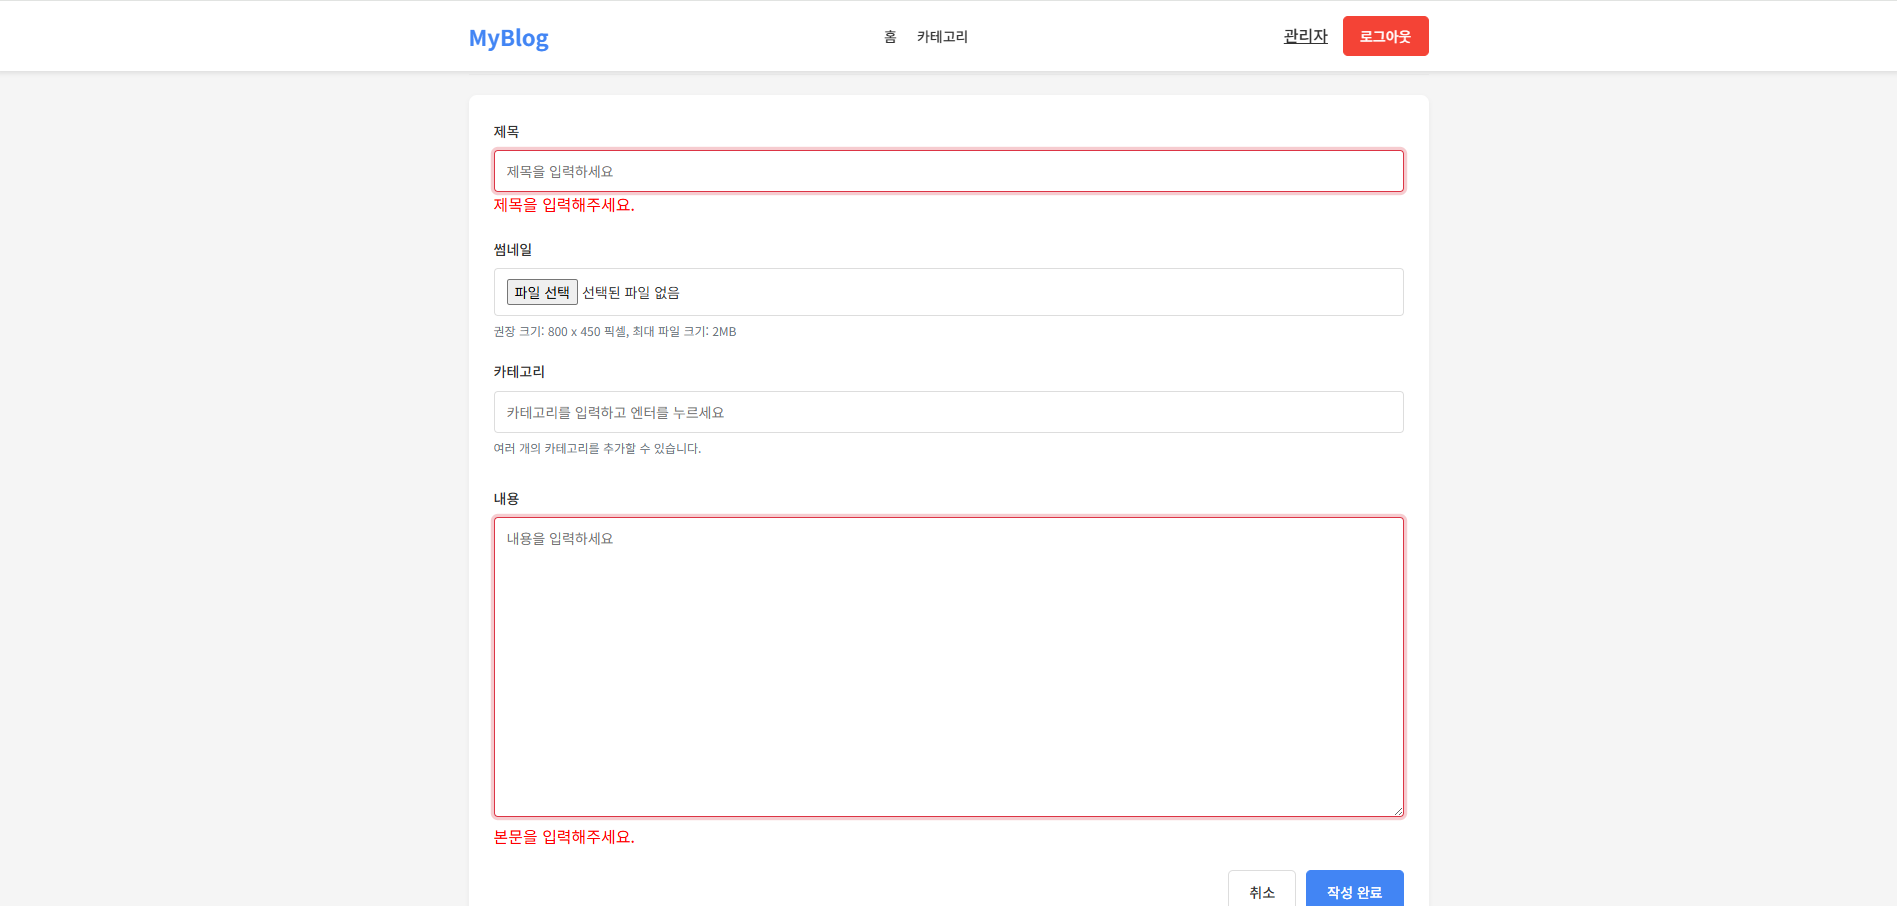 MyBlog
홈 카테고리
관리자 로그아웃
제목
제목을 입력하세요
제목을 입력해주세요.
썸네일
파일 선택 선택된 파일 없음
권장 크기: 800 x 450 픽셀, 최대 파일 크기: 2MB
카테고리
카테고리를 입력하고 엔터를 누르세요
여러 개의 카테고리를 추가할 수 있습니다.
내용
내용을 입력하세요
본문을 입력해주세요.
취소 작성 완료